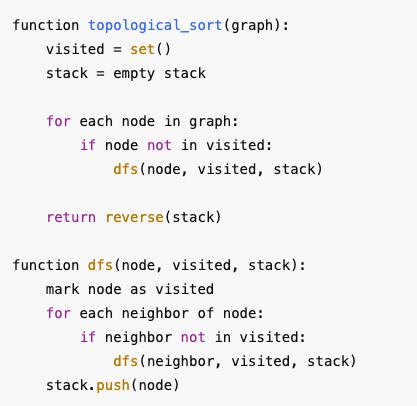 function topological_sort(graph):
    visited = set()
    stack = empty stack

    for each node in graph:
        if node not in visited:
            dfs(node, visited, stack)

    return reverse(stack)

function dfs(node, visited, stack):
    mark node as visited
    for each neighbor of node:
        if neighbor not in visited:
            dfs(neighbor, visited, stack)
    stack.push(node)